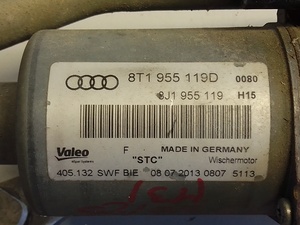 8T1 955 119D 0080
8J1 955 119 H15
Valeo F MADE IN GERMANY
"STC" Wischermotor
405.132 SWF BIE 08 07 2013 0807 5113